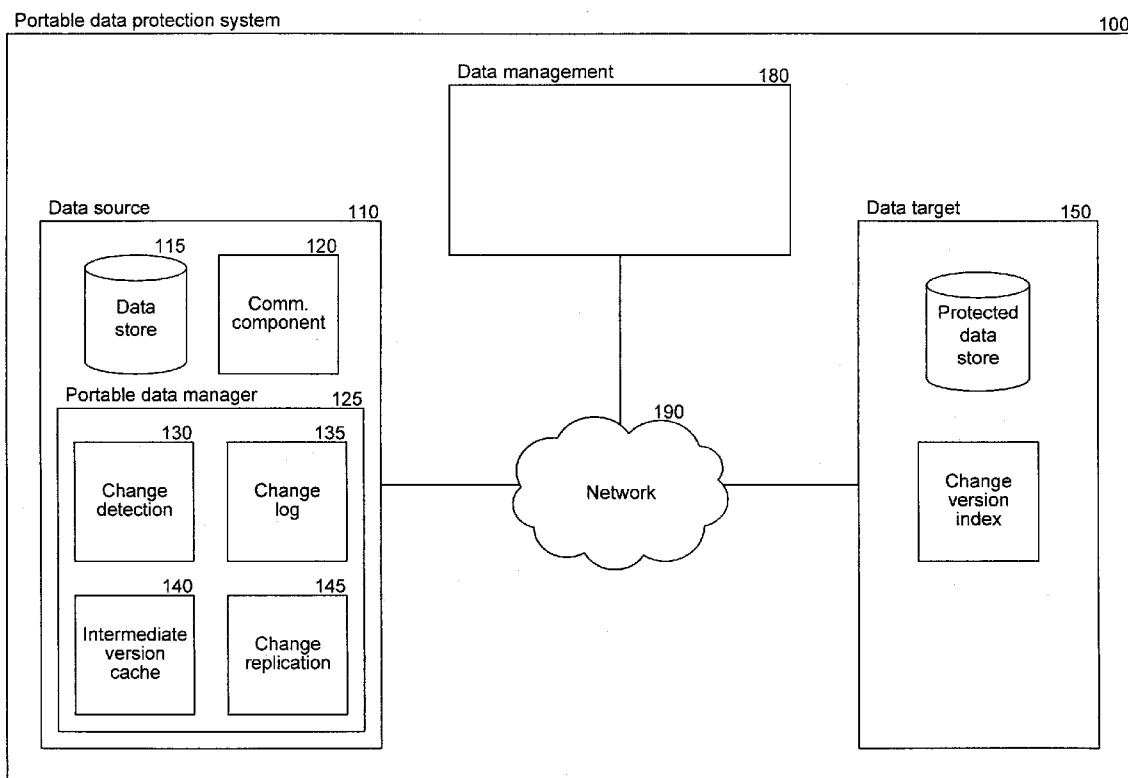 Portable data protection system
100
Data management
180
Data source
110
Data target
150
115
120
Data
store
Comm.
component
Protected
data
store
Portable data manager
125
190
130
135
Change
detection
Change
log
Network
Change
version
index
140
145
Intermediate
version
cache
Change
replication